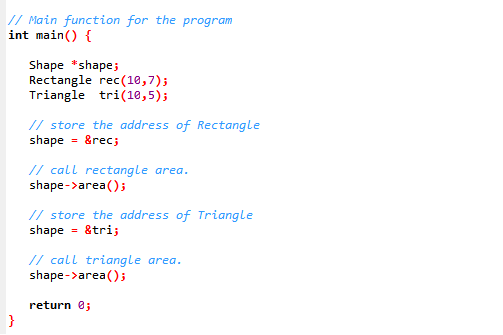 // Main function for the program
int main() {
Shape *shape;
Rectangle rec(10,7);
Triangle  tri(10,5);
// store the address of Rectangle
shape = &rec;
// call rectangle area.
shape->area();
// store the address of Triangle
shape = &tri;
// call triangle area.
shape->area();
return 0;
}